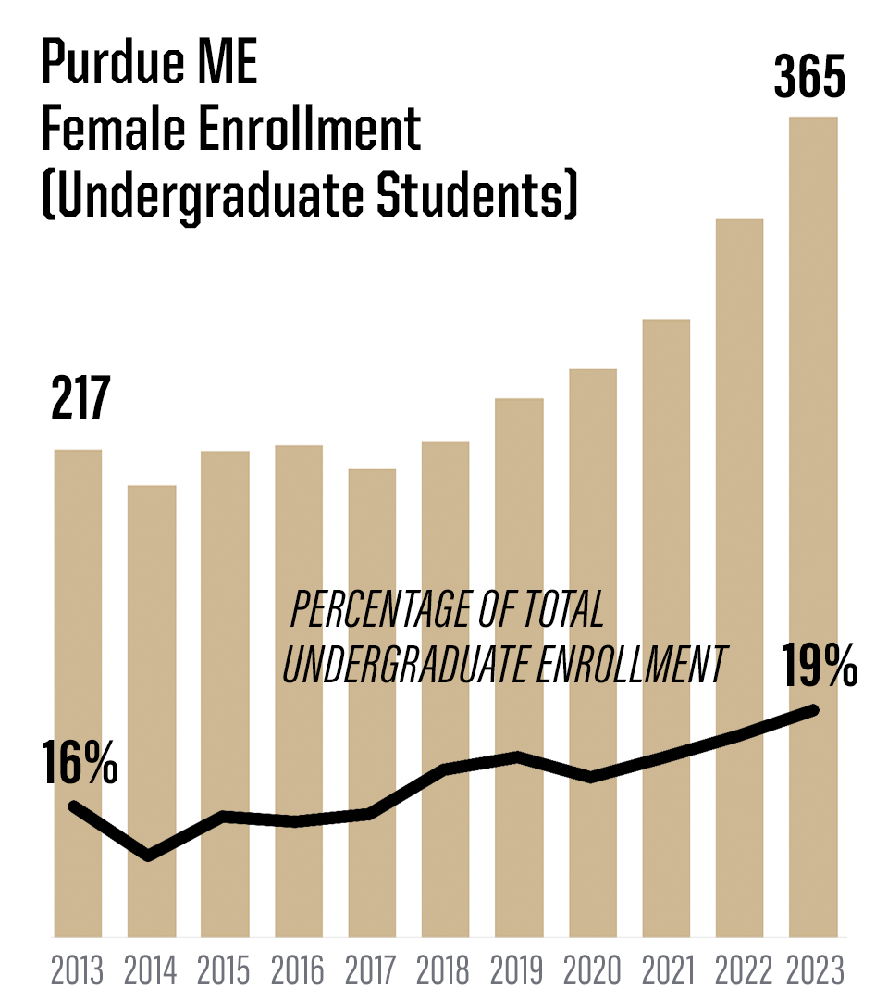 Purdue ME
Female Enrollment
(Undergraduate Students)
365
217
PERCENTAGE OF TOTAL
UNDERGRADUATE ENROLLMENT
19%
16%
2013 2014 2015 2016 2017 2018 2019 2020 2021 2022 2023